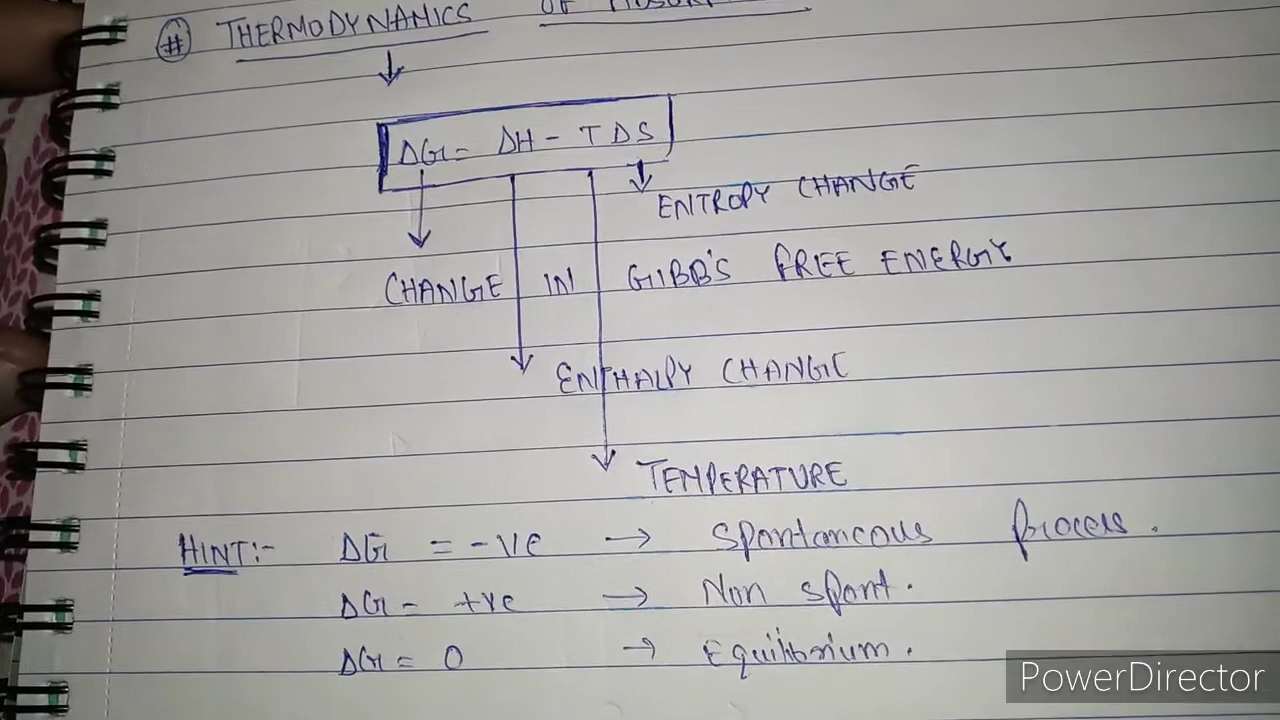 # THERMODYNAMICS OF
ΔG = ΔH - TΔS
ENTROPY CHANGE
CHANGE IN GIBB'S FREE ENERGY
ENTHALPY CHANGE
TEMPERATURE
HINT:- ΔG = -ve → Spontaneous process.
ΔG = +ve → Non spont.
ΔG = 0 → Equilibrium.
PowerDirector